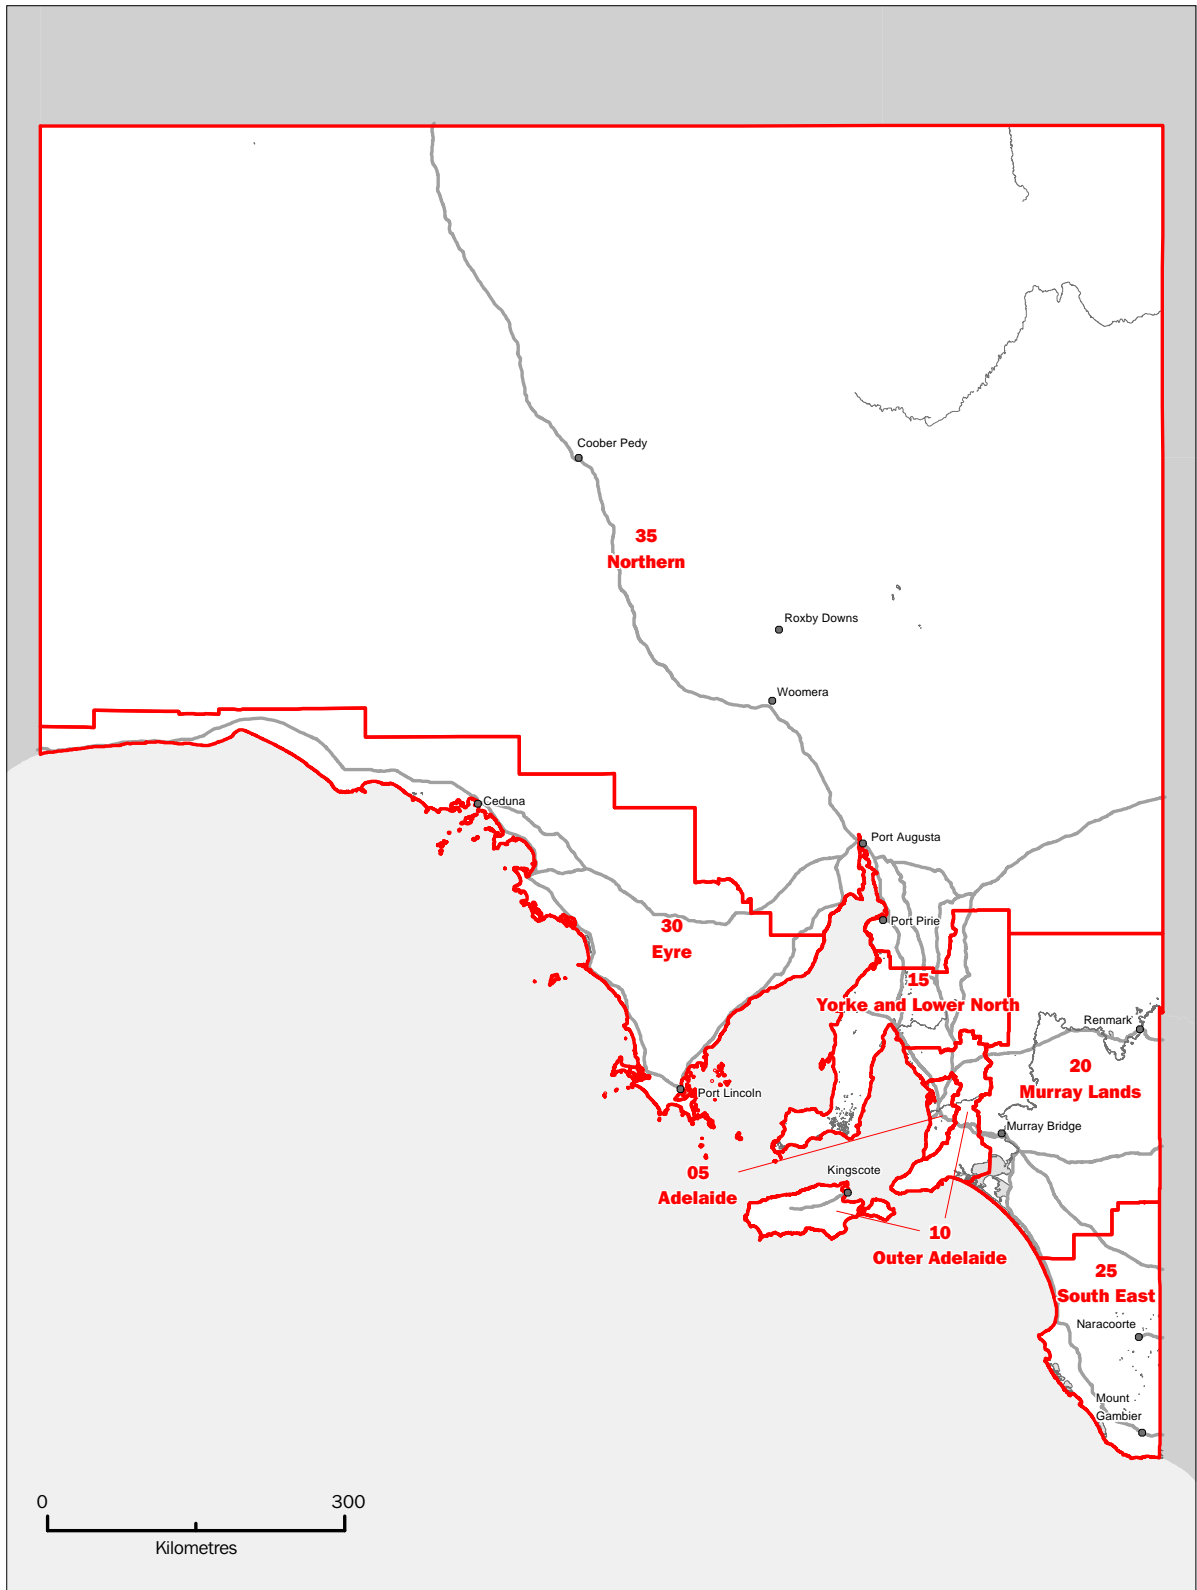 Coober Pedy
35
Northern
Roxby Downs
Woomera
Ceduna
Port Augusta
Port Pirie
30
Eyre
15
Yorke and Lower North
Renmark
20
Murray Lands
Port Lincoln
Murray Bridge
05
Adelaide
Kingscote
10
Outer Adelaide
25
South East
Naracoorte
Mount
Gambier
0 300
Kilometres